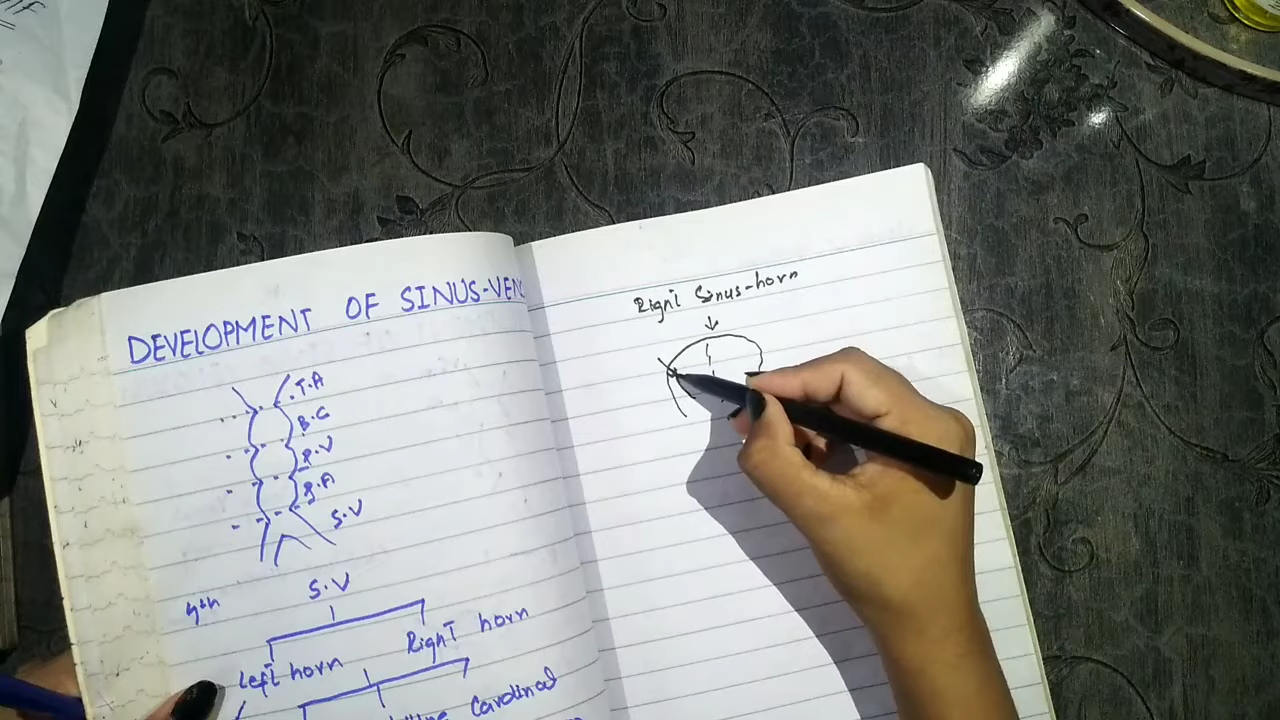 DEVELOPMENT OF SINUS-VEN
.T.A
B.C
P.V
P.A
S.V
4th
S.V
Left horn
Right horn
Cardinal
Right Sinus-horn